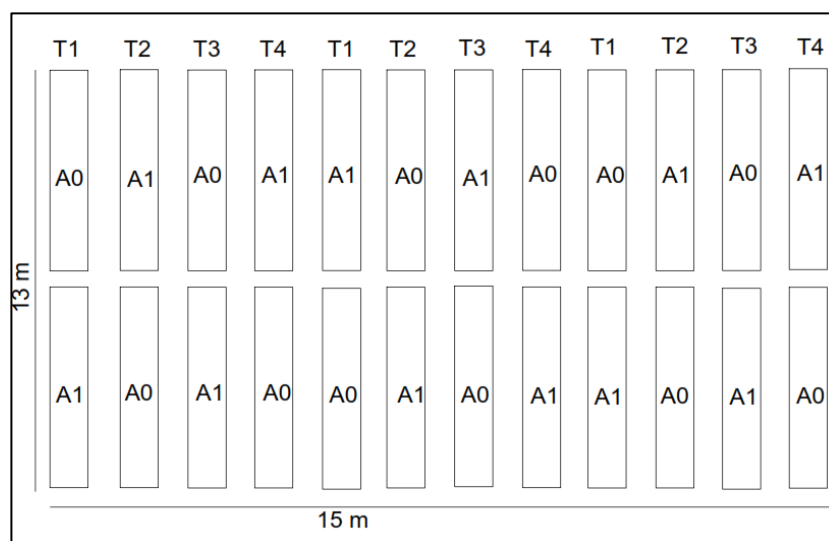 T1 T2 T3 T4 T1 T2 T3 T4 T1 T2 T3 T4
A0 A1 A0 A1 A1 A0 A1 A0 A0 A1 A0 A1
13 m
A1 A0 A1 A0 A0 A1 A0 A1 A1 A0 A1 A0
15 m